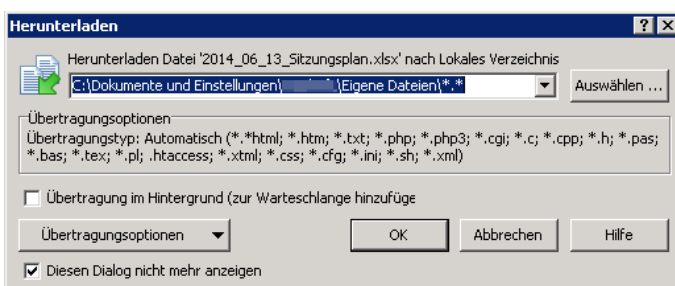 Herunterladen
Herunterladen Datei '2014_06_13_Sitzungsplan.xlsx' nach Lokales Verzeichnis
C:\Dokumente und Einstellungen\ \Eigene Dateien\*.*
Auswählen ...
Übertragungsoptionen
Übertragungstyp: Automatisch (*.*html; *.htm; *.txt; *.php; *.php3; *.cgi; *.c; *.cpp; *.h; *.pas;
*.bas; *.tex; *.pl; .htaccess; *.xtml; *.css; *.cfg; *.ini; *.sh; *.xml)
Übertragung im Hintergrund (zur Warteschlange hinzufüge
Übertragungsoptionen
OK
Abbrechen
Hilfe
Diesen Dialog nicht mehr anzeigen